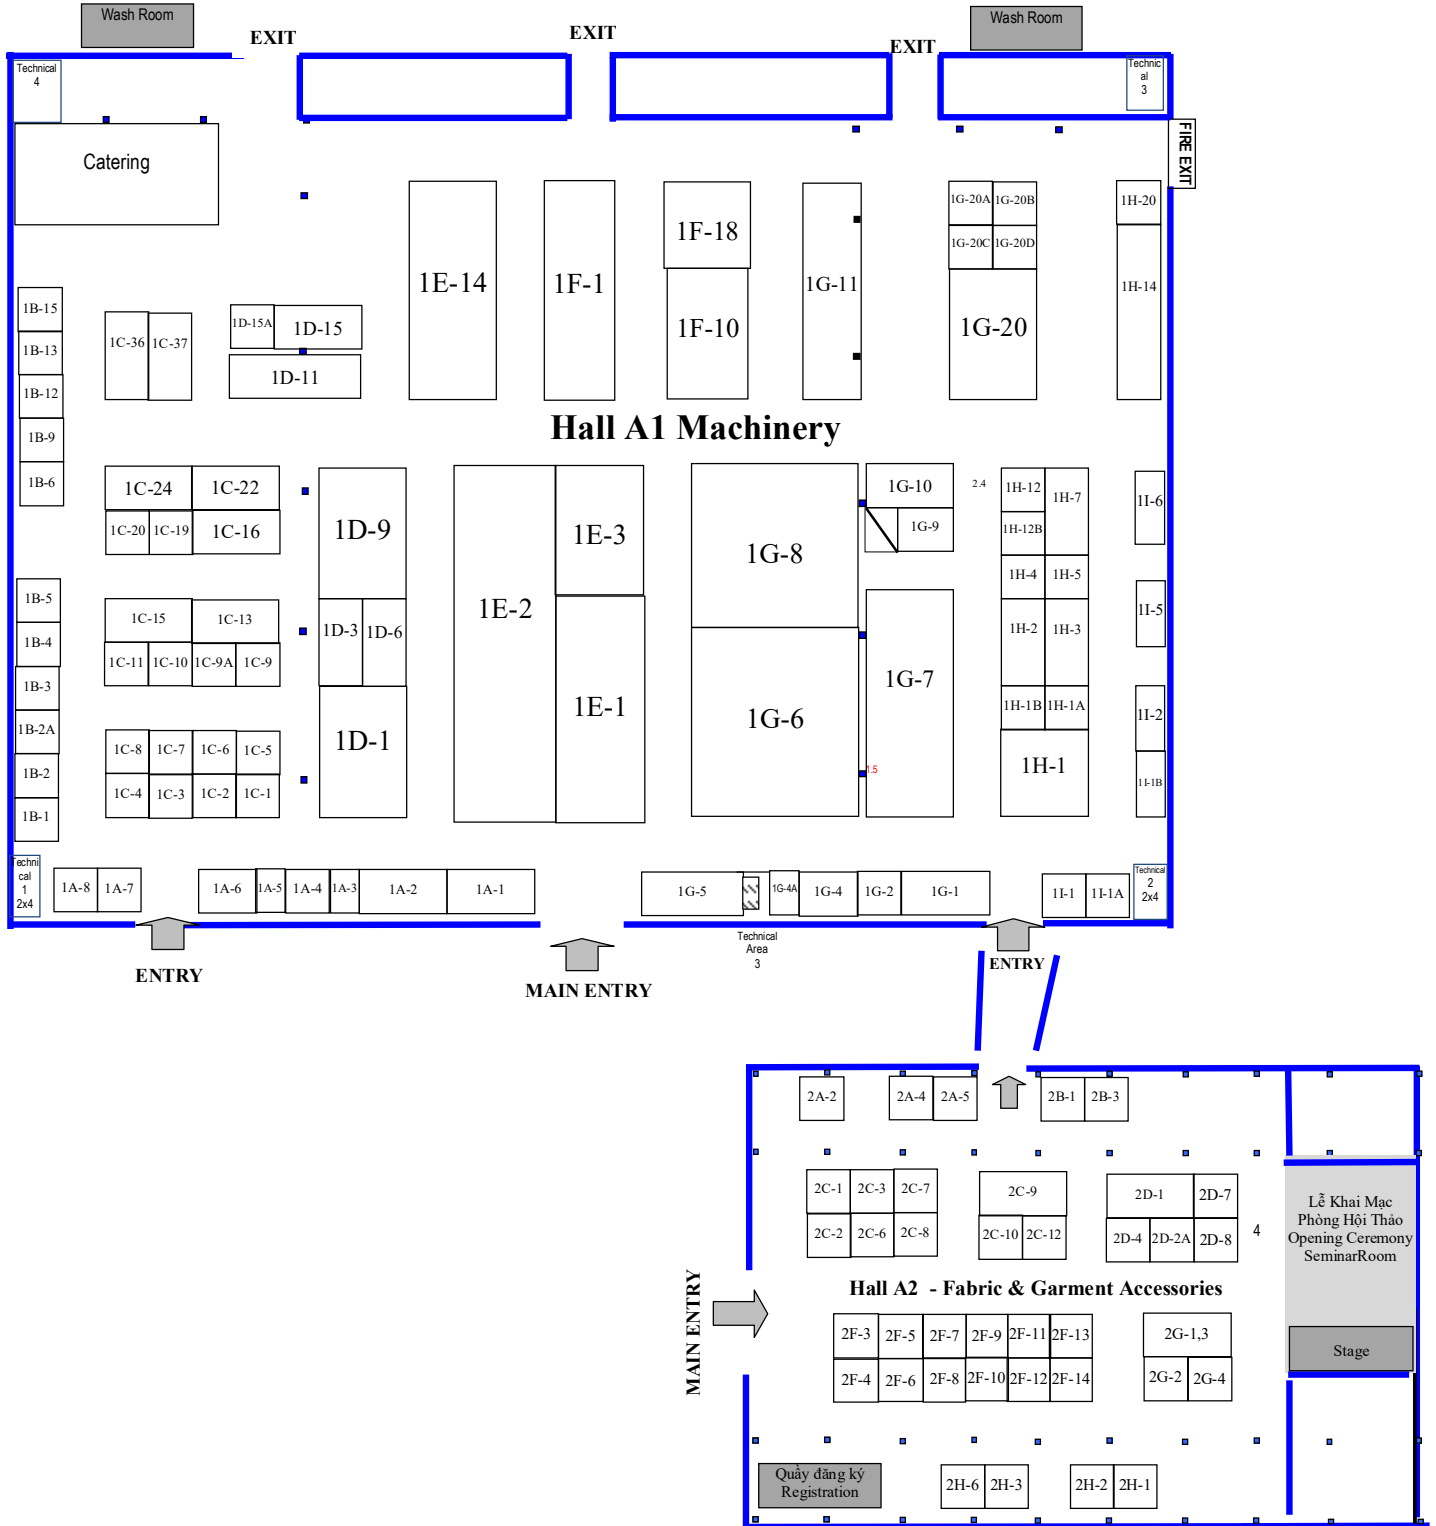 Wash Room
Wash Room
EXIT
EXIT
EXIT
Technical
4
Technic
al
3
FIRE EXIT
Catering
1E-14
1F-1
1F-18
1F-10
1G-11
1G-20A
1G-20B
1G-20C
1G-20D
1G-20
1H-20
1H-14
1B-15
1B-13
1B-12
1B-9
1B-6
1C-36
1C-37
1D-15A
1D-15
1D-11
Hall A1 Machinery
1C-24
1C-22
1C-20
1C-19
1C-16
1D-9
1E-2
1E-3
1G-8
1G-10
1G-9
2.4
1H-12
1H-7
1H-12B
1H-4
1H-5
1H-2
1H-3
1H-1B
1H-1A
1H-1
1I-6
1I-5
1I-2
1I-1B
1B-5
1B-4
1B-3
1B-2A
1B-2
1B-1
1C-15
1C-13
1C-11
1C-10
1C-9A
1C-9
1D-3
1D-6
1D-1
1E-1
1G-6
1G-7
1.5
1C-8
1C-7
1C-6
1C-5
1C-4
1C-3
1C-2
1C-1
Techni
cal
1
2x4
1A-8
1A-7
1A-6
1A-5
1A-4
1A-3
1A-2
1A-1
1G-5
1G-4A
1G-4
1G-2
1G-1
1I-1
1I-1A
Technical
2
2x4
ENTRY
MAIN ENTRY
Technical
Area
3
ENTRY
2A-2
2A-4
2A-5
2B-1
2B-3
2C-1
2C-3
2C-7
2C-2
2C-6
2C-8
2C-9
2C-10
2C-12
2D-1
2D-7
2D-4
2D-2A
2D-8
4
Lễ Khai Mạc
Phòng Hội Thảo
Opening Ceremony
SeminarRoom
Hall A2 - Fabric & Garment Accessories
MAIN ENTRY
2F-3
2F-5
2F-7
2F-9
2F-11
2F-13
2F-4
2F-6
2F-8
2F-10
2F-12
2F-14
2G-1,3
2G-2
2G-4
Stage
Quầy đăng ký
Registration
2H-6
2H-3
2H-2
2H-1